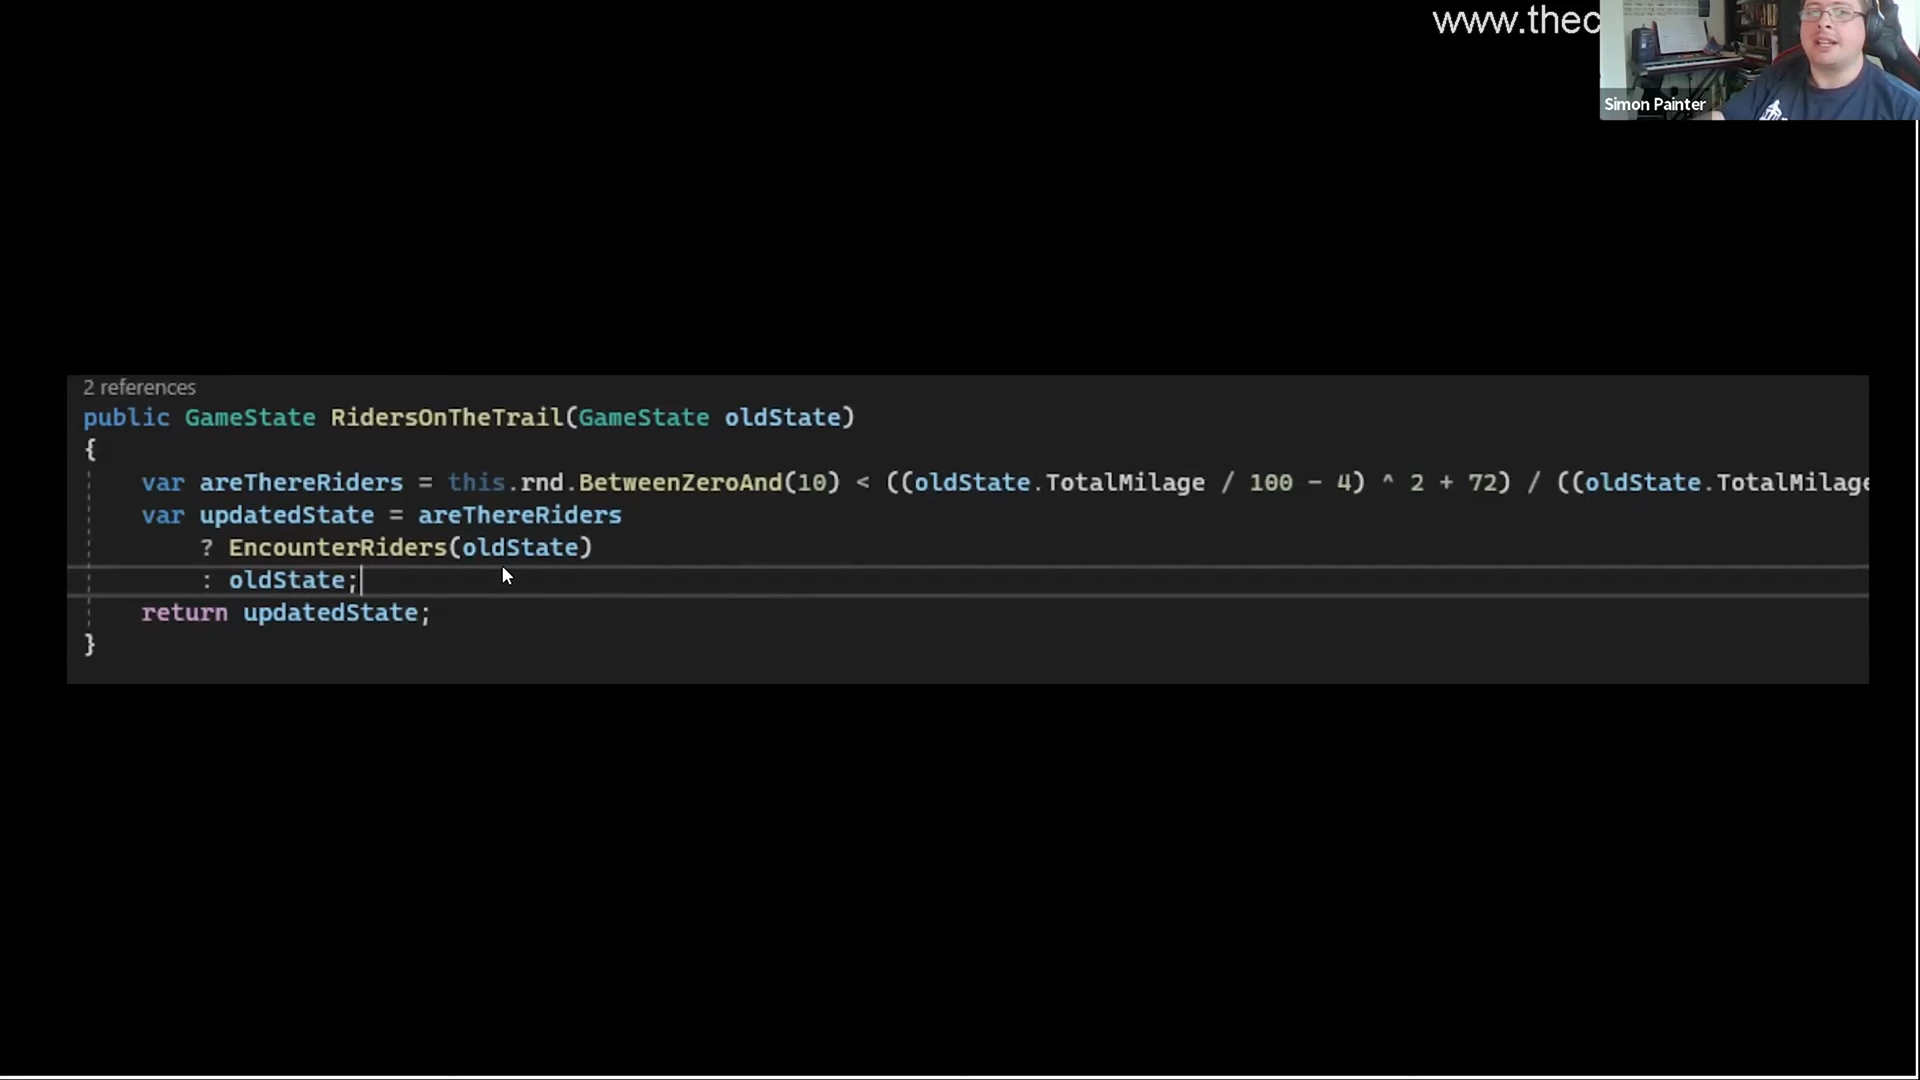 www.thec
Simon Painter
2 references
public GameState RidersOnTheTrail(GameState oldState)
{
var areThereRiders = this.rnd.BetweenZeroAnd(10) < ((oldState.TotalMilage / 100 - 4) ^ 2 + 72) / ((oldState.TotalMilage
var updatedState = areThereRiders
? EncounterRiders(oldState)
: oldState;
return updatedState;
}